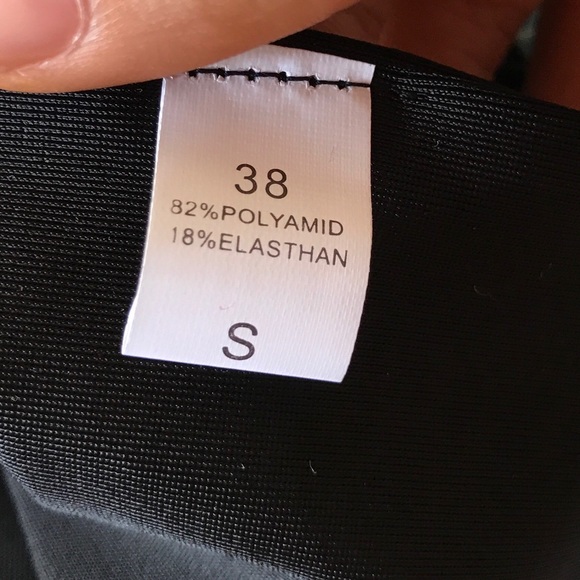 38
82%POLYAMID
18%ELASTHAN
S